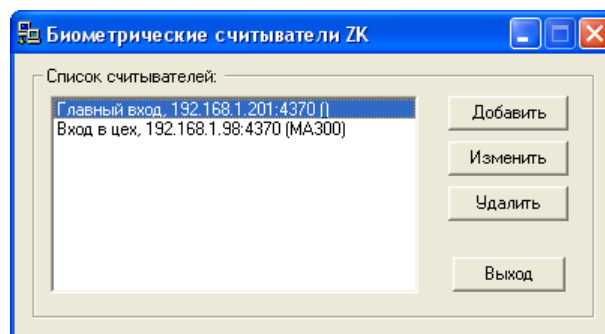 Биометрические считыватели ZK
Список считывателей:
Главный вход, 192.168.1.201:4370 ()
Вход в цех, 192.168.1.98:4370 (MA300)
Добавить
Изменить
Удалить
Выход